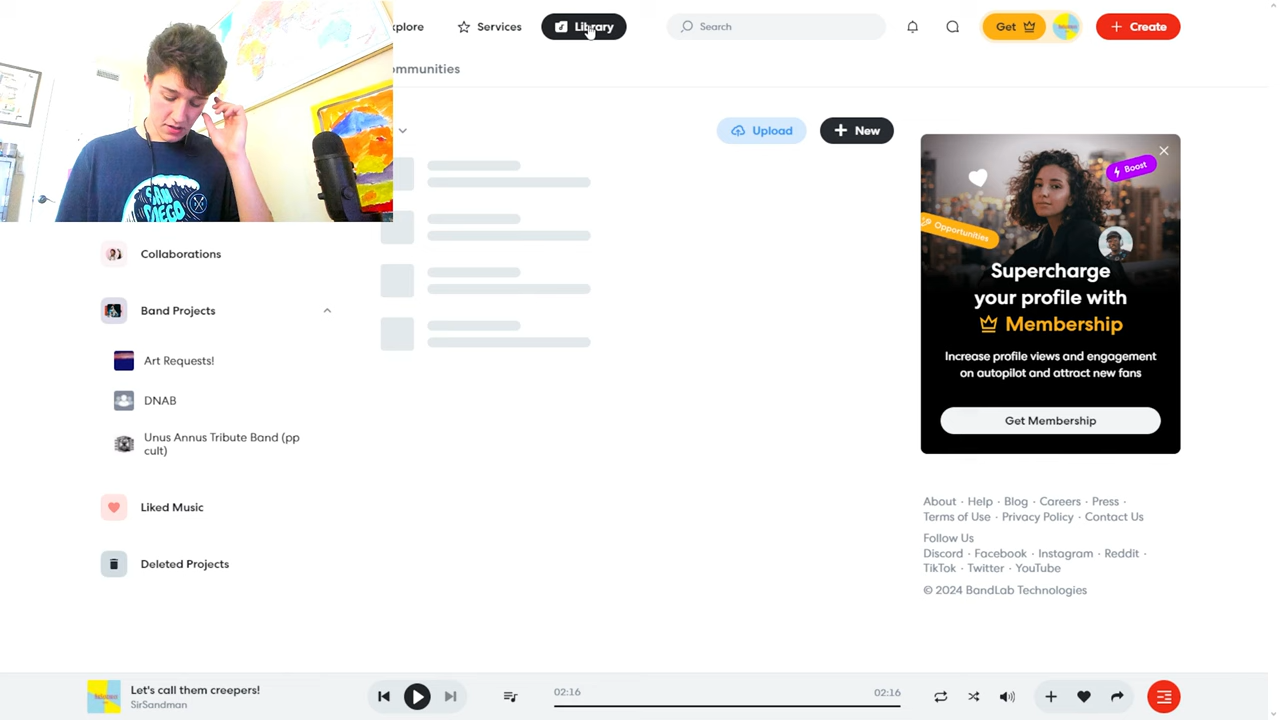 xplore
Services
Library
Search
Get
Create
ommunities
Upload
New
SAN
DIEGO
Boost
Opportunities
Supercharge
your profile with
Membership
Increase profile views and engagement
on autopilot and attract new fans
Get Membership
Collaborations
Band Projects
Art Requests!
DNAB
Unus Annus Tribute Band (pp
cult)
Liked Music
Deleted Projects
About · Help · Blog · Careers · Press ·
Terms of Use · Privacy Policy · Contact Us
Follow Us
Discord · Facebook · Instagram · Reddit ·
TikTok · Twitter · YouTube
© 2024 BandLab Technologies
Let's call them creepers!
SirSandman
02:16
02:16